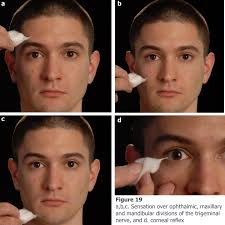 a
b
c
d
Figure 19
a,b,c. Sensation over ophthalmic, maxillary
and mandibular divisions of the trigeminal
nerve, and d. corneal reflex